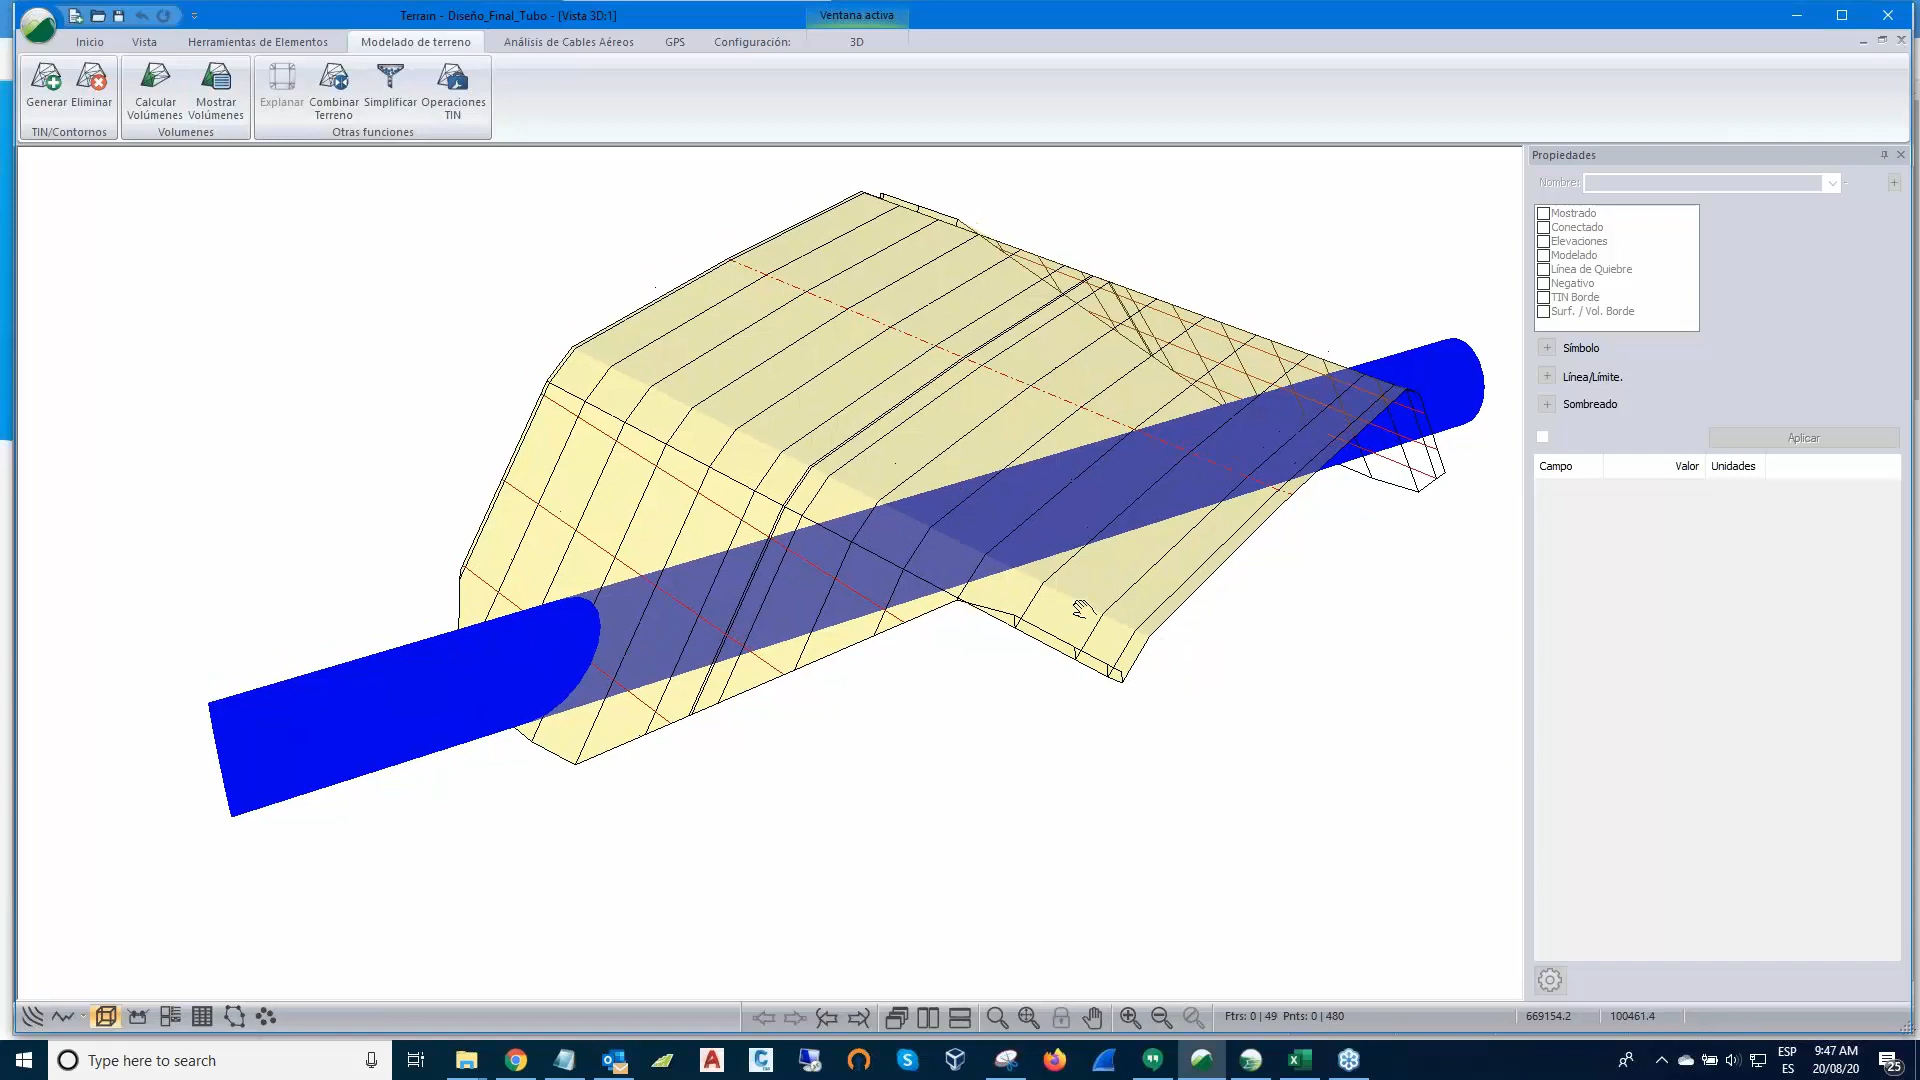 Terrain - Diseño_Final_Tubo - [Vista 3D:1]
Ventana activa
Inicio
Vista
Herramientas de Elementos
Modelado de terreno
Análisis de Cables Aéreos
GPS
Configuración:
3D
Generar
Eliminar
TIN/Contornos
Calcular
Volúmenes
Mostrar
Volúmenes
Volumenes
Explanar
Combinar
Terreno
Simplificar
Operaciones
TIN
Otras funciones
Propiedades
Nombre:
Mostrado
Conectado
Elevaciones
Modelado
Línea de Quiebre
Negativo
TIN Borde
Surf. / Vol. Borde
Símbolo
Línea/Límite.
Sombreado
Aplicar
Campo Valor Unidades
Ftrs: 0 | 49 Pnts: 0 | 480
669154.2
100461.4
Type here to search
ESP
ES
9:47 AM
20/08/20
25